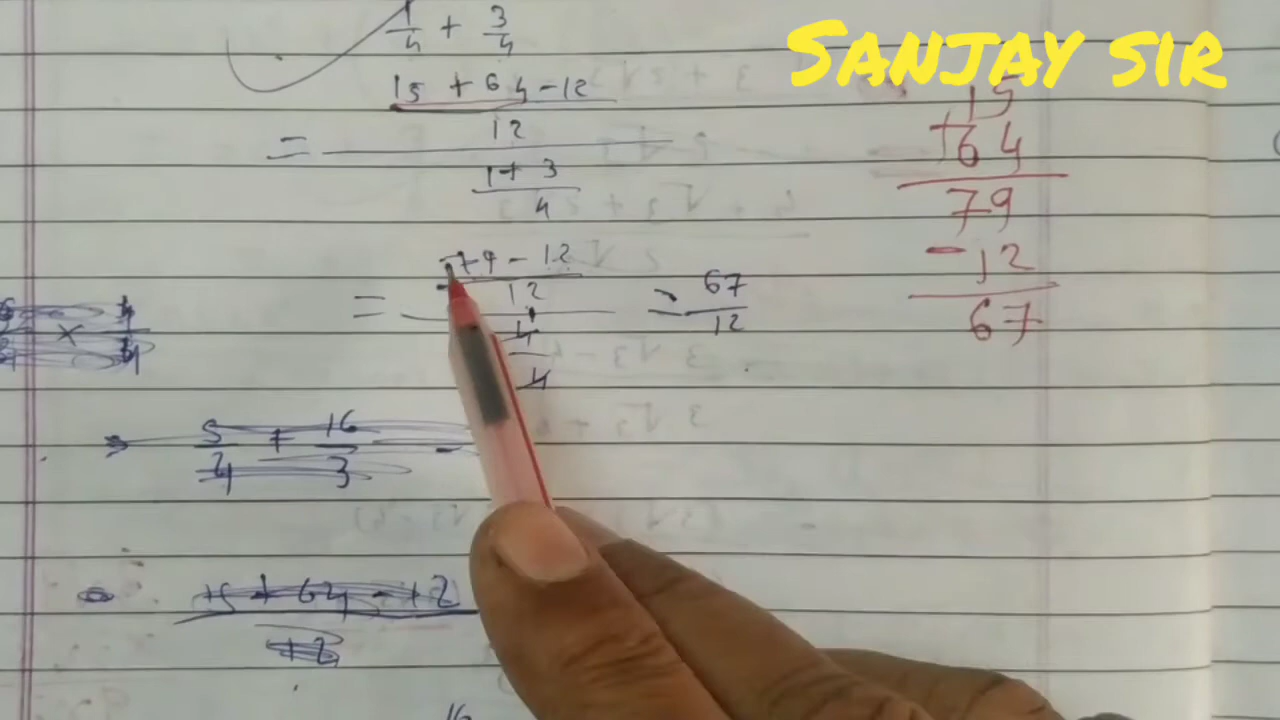 SANJAY SIR
1/4 + 3/4
15 + 64 - 12
12
=
1 + 3
4
79 - 12
12
=
4
4
= 67/12
15
+64
79
-12
67
5/4 + 16/3 -
15 + 64 - 12
12
16